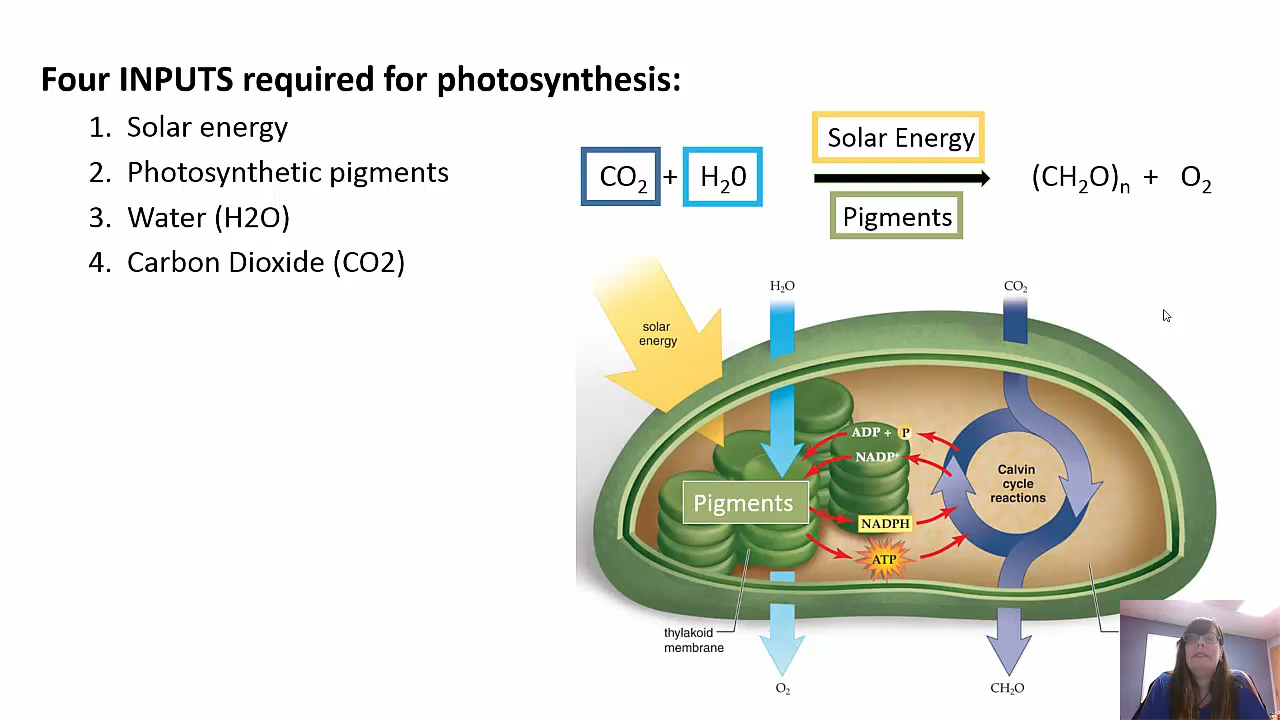 Four INPUTS required for photosynthesis:
1. Solar energy
2. Photosynthetic pigments
3. Water (H2O)
4. Carbon Dioxide (CO2)
Solar Energy
CO₂ + H₂0 (CH₂O)ₙ + O₂
Pigments
H₂O
CO₂
solar
energy
ADP + P
NADP⁺
Calvin
cycle
reactions
Pigments
NADPH
ATP
thylakoid
membrane
O₂
CH₂O